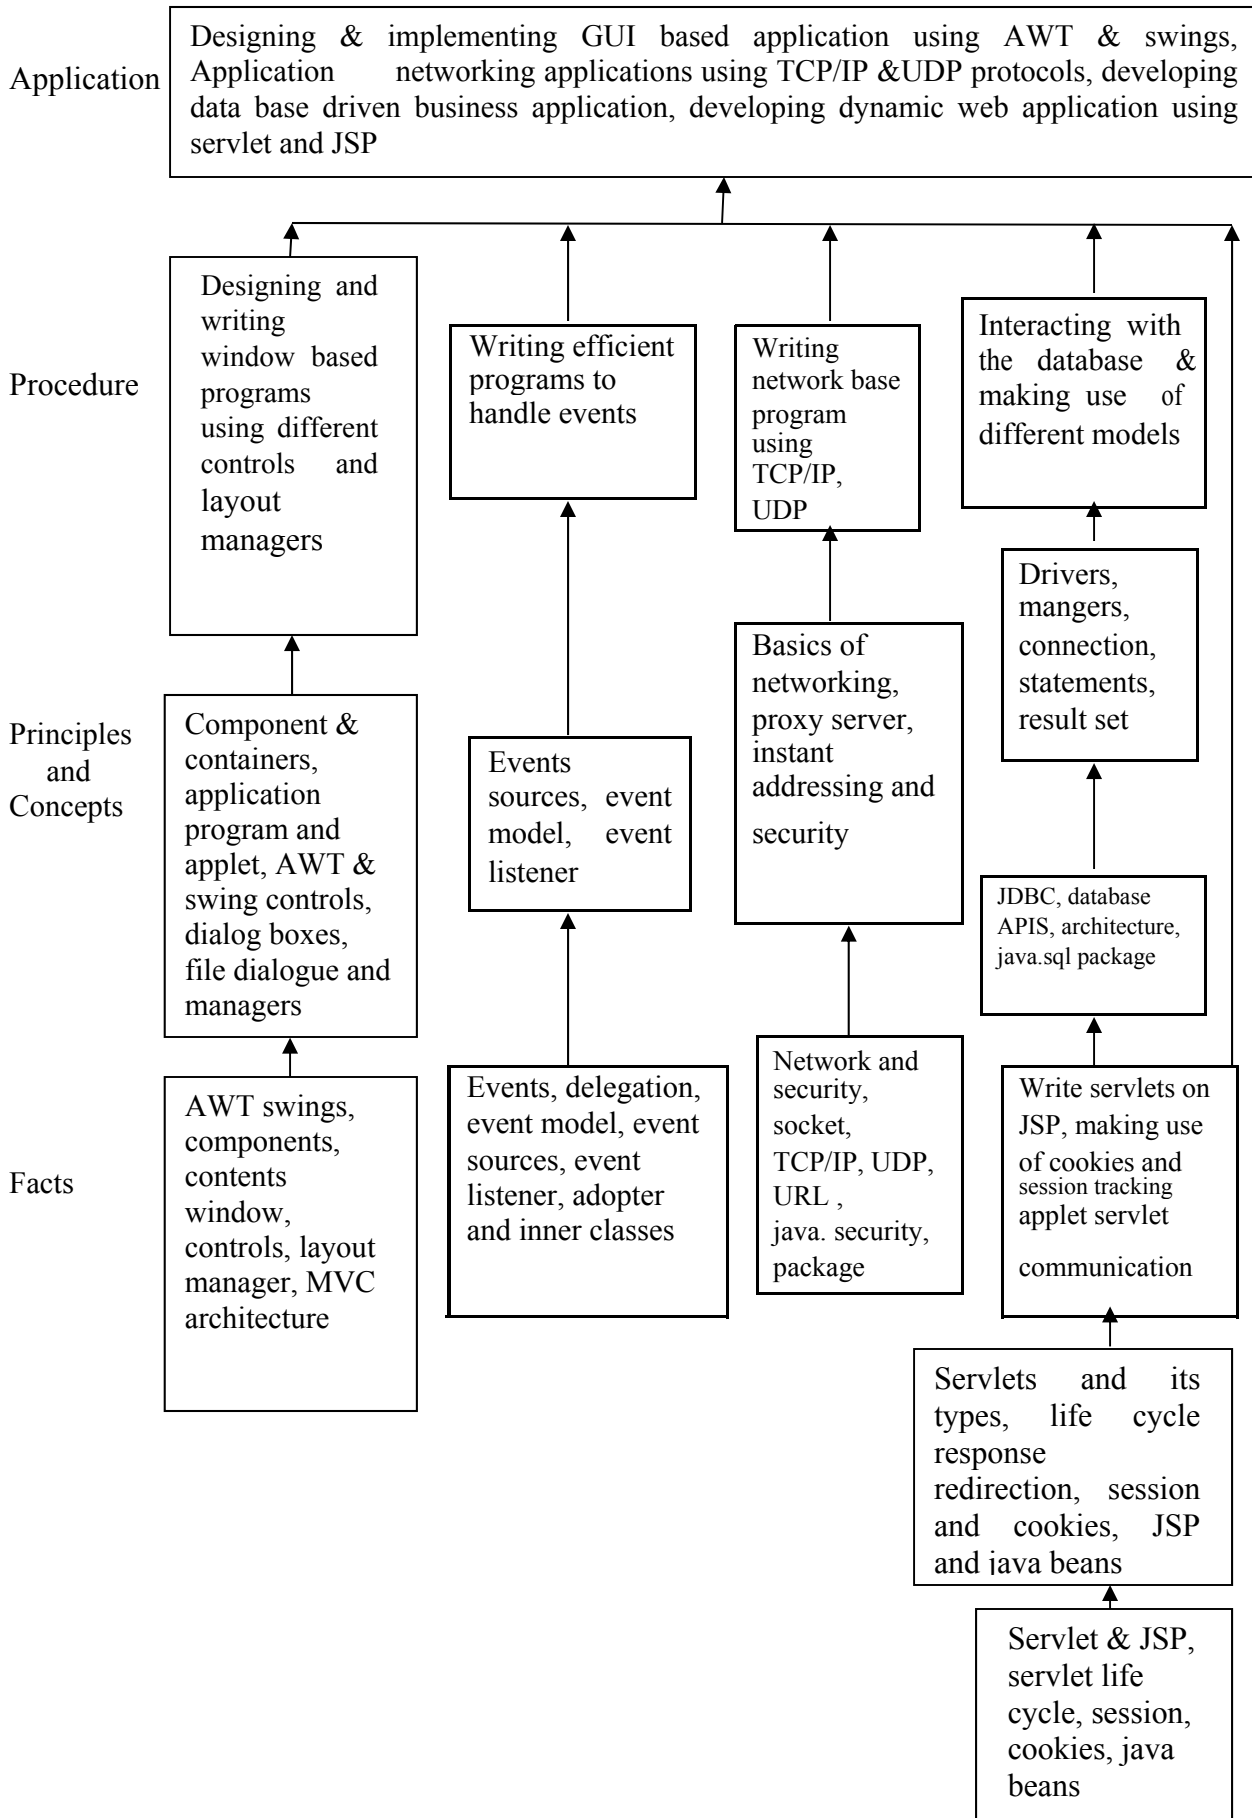 Application
Designing & implementing GUI based application using AWT & swings,
Application networking applications using TCP/IP &UDP protocols, developing
data base driven business application, developing dynamic web application using
servlet and JSP
Procedure
Designing and
writing
window based
programs
using different
controls and
layout
managers
Writing efficient
programs to
handle events
Writing
network base
program
using
TCP/IP,
UDP
Interacting with
the database &
making use of
different models
Drivers,
mangers,
connection,
statements,
result set
Principles
and
Concepts
Component &
containers,
application
program and
applet, AWT &
swing controls,
dialog boxes,
file dialogue and
managers
Events
sources, event
model, event
listener
Basics of
networking,
proxy server,
instant
addressing and
security
JDBC, database
APIS, architecture,
java.sql package
Facts
AWT swings,
components,
contents
window,
controls, layout
manager, MVC
architecture
Events, delegation,
event model, event
sources, event
listener, adopter
and inner classes
Network and
security,
socket,
TCP/IP, UDP,
URL ,
java. security,
package
Write servlets on
JSP, making use
of cookies and
session tracking
applet servlet
communication
Servlets and its
types, life cycle
response
redirection, session
and cookies, JSP
and java beans
Servlet & JSP,
servlet life
cycle, session,
cookies, java
beans